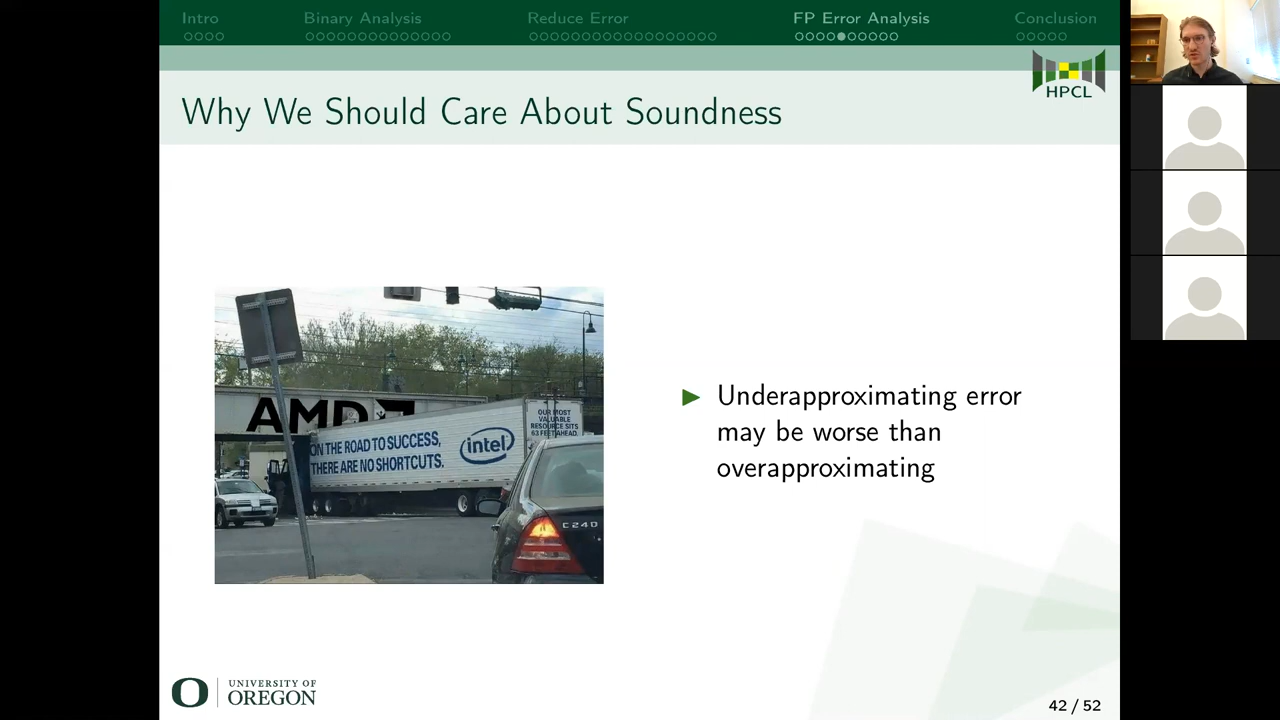 Intro
Binary Analysis
Reduce Error
FP Error Analysis
Conclusion
HPCL
Why We Should Care About Soundness
AMD
ON THE ROAD TO SUCCESS,
THERE ARE NO SHORTCUTS.
intel
OUR MOST
VALUABLE
RESOURCE SITS
63 FEET AHEAD.
C240
Underapproximating error
may be worse than
overapproximating
O
UNIVERSITY OF
OREGON
42 / 52